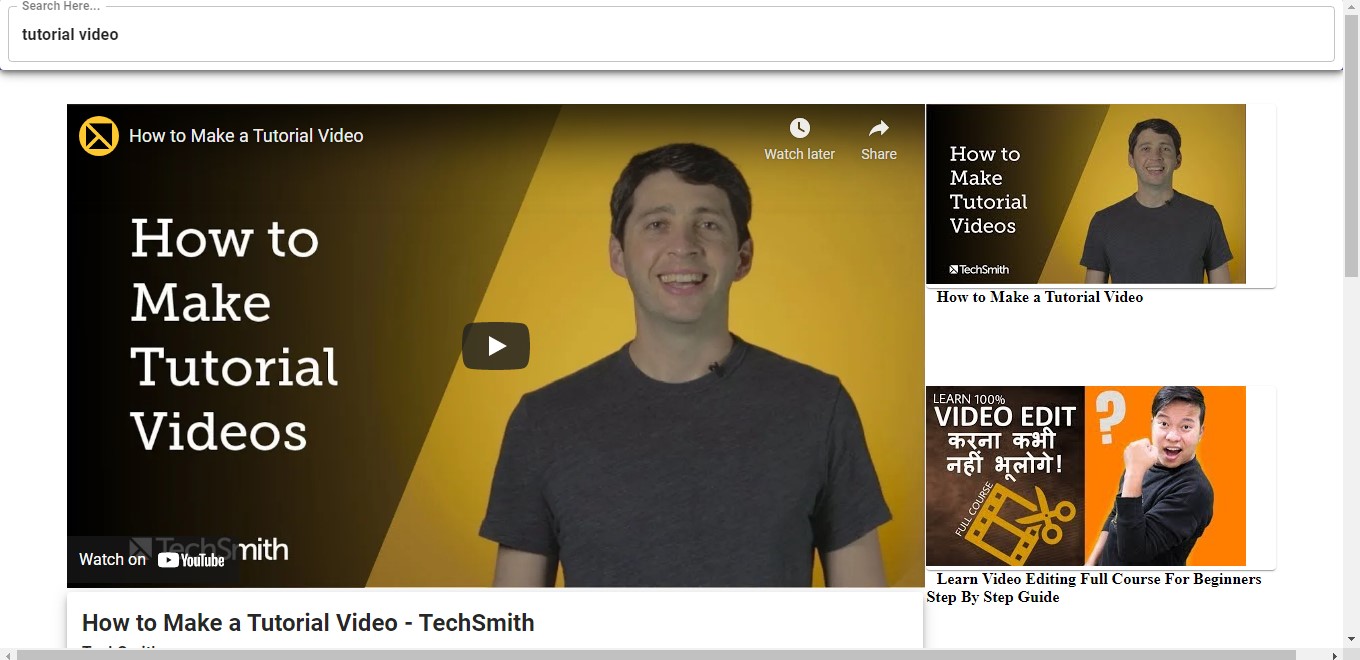 Search Here...
tutorial video
How to Make a Tutorial Video
Watch later
Share
How to
Make
Tutorial
Videos
TechSmith
Watch on YouTube
How to Make a Tutorial Video - TechSmith
How to
Make
Tutorial
Videos
TechSmith
How to Make a Tutorial Video
LEARN 100%
VIDEO EDIT
करना कभी
नहीं भूलोगे!
FULL COURSE
Learn Video Editing Full Course For Beginners
Step By Step Guide